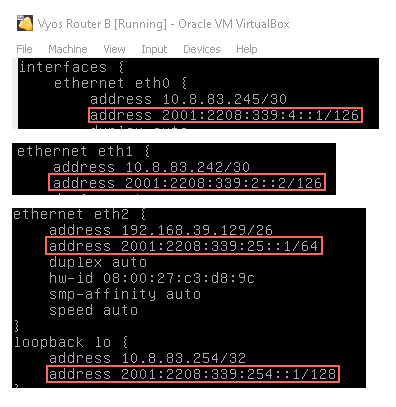 Vyos Router B [Running] - Oracle VM VirtualBox
File Machine View Input Devices Help
interfaces {
ethernet eth0 {
address 10.8.83.245/30
address 2001:2208:339:4::1/126
duplex auto
ethernet eth1 {
address 10.8.83.242/30
address 2001:2208:339:2::2/126
ethernet eth2 {
address 192.168.39.129/26
address 2001:2208:339:25::1/64
duplex auto
hw-id 08:00:27:c3:d8:9c
smp-affinity auto
speed auto
}
loopback lo {
address 10.8.83.254/32
address 2001:2208:339:254::1/128